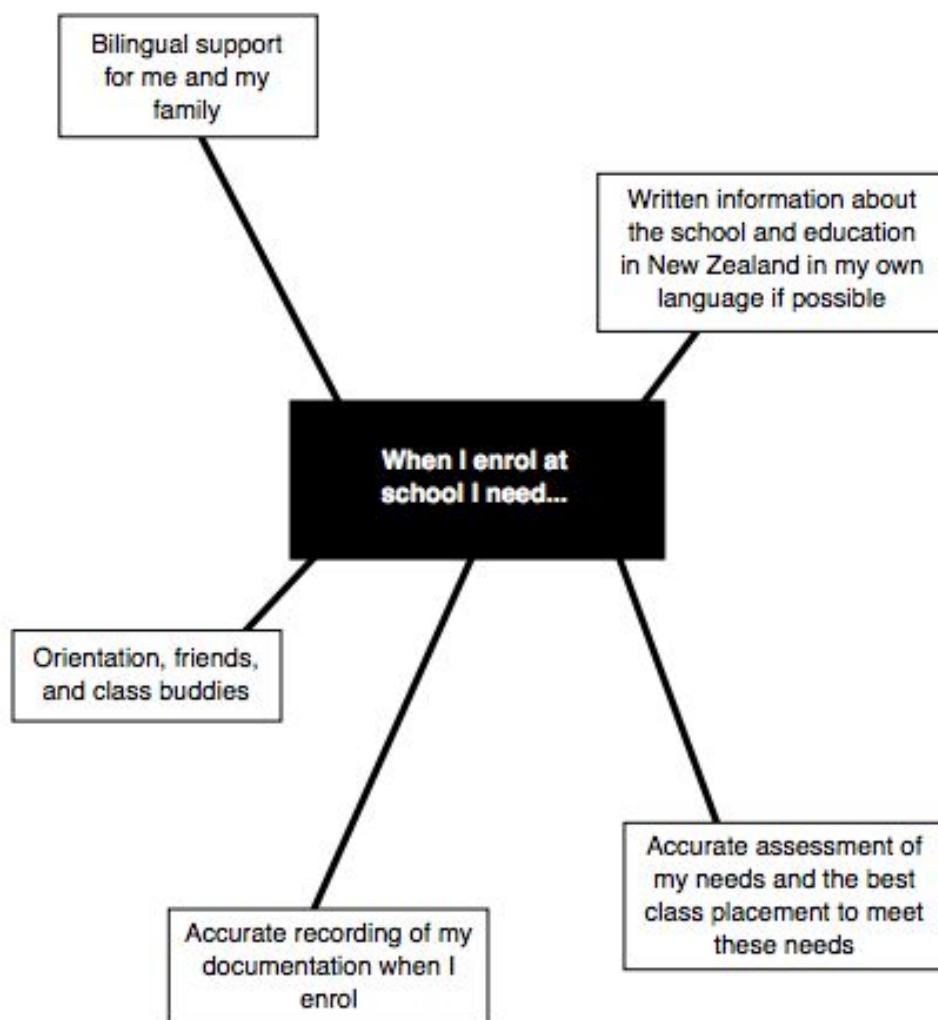 Bilingual support
for me and my
family
Written information about
the school and education
in New Zealand in my own
language if possible
When I enrol at
school I need...
Orientation, friends,
and class buddies
Accurate assessment of
my needs and the best
class placement to meet
these needs
Accurate recording of my
documentation when I
enrol